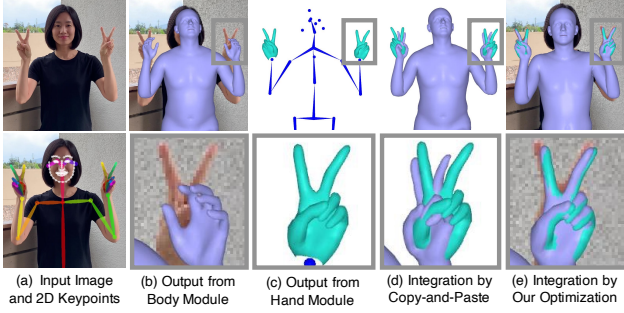 (a) Input Image
and 2D Keypoints
(b) Output from
Body Module
(c) Output from
Hand Module
(d) Integration by
Copy-and-Paste
(e) Integration by
Our Optimization